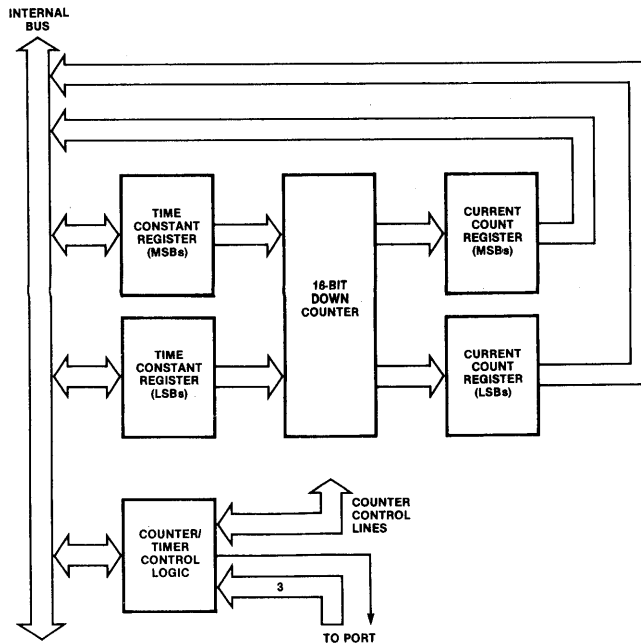 INTERNAL
BUS
TIME
CONSTANT
REGISTER
(MSBs)
16-BIT
DOWN
COUNTER
CURRENT
COUNT
REGISTER
(MSBs)
TIME
CONSTANT
REGISTER
(LSBs)
CURRENT
COUNT
REGISTER
(LSBs)
COUNTER/
TIMER
CONTROL
LOGIC
COUNTER
CONTROL
LINES
3
TO PORT